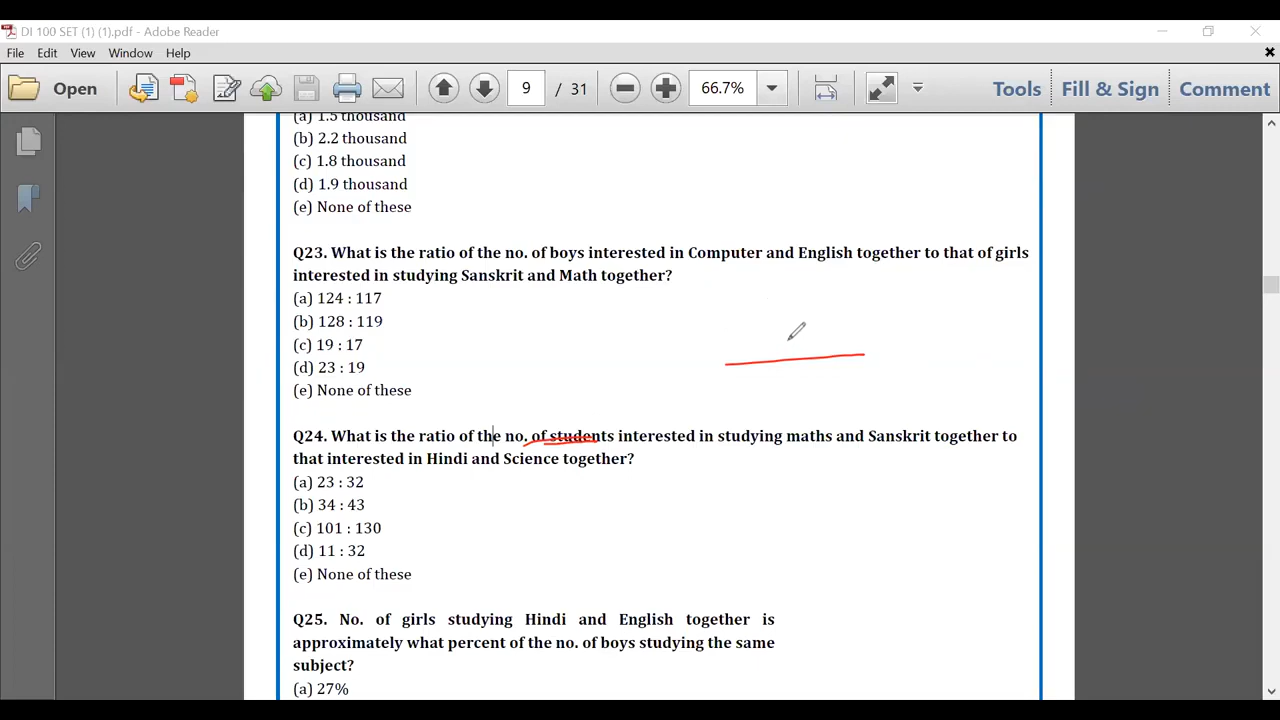 DI 100 SET (1) (1).pdf - Adobe Reader
File Edit View Window Help
Open 9 / 31 66.7% Tools Fill & Sign Comment
(a) 1.5 thousand
(b) 2.2 thousand
(c) 1.8 thousand
(d) 1.9 thousand
(e) None of these
Q23. What is the ratio of the no. of boys interested in Computer and English together to that of girls
interested in studying Sanskrit and Math together?
(a) 124 : 117
(b) 128 : 119
(c) 19 : 17
(d) 23 : 19
(e) None of these
Q24. What is the ratio of the no. of students interested in studying maths and Sanskrit together to
that interested in Hindi and Science together?
(a) 23 : 32
(b) 34 : 43
(c) 101 : 130
(d) 11 : 32
(e) None of these
Q25. No. of girls studying Hindi and English together is
approximately what percent of the no. of boys studying the same
subject?
(a) 27%